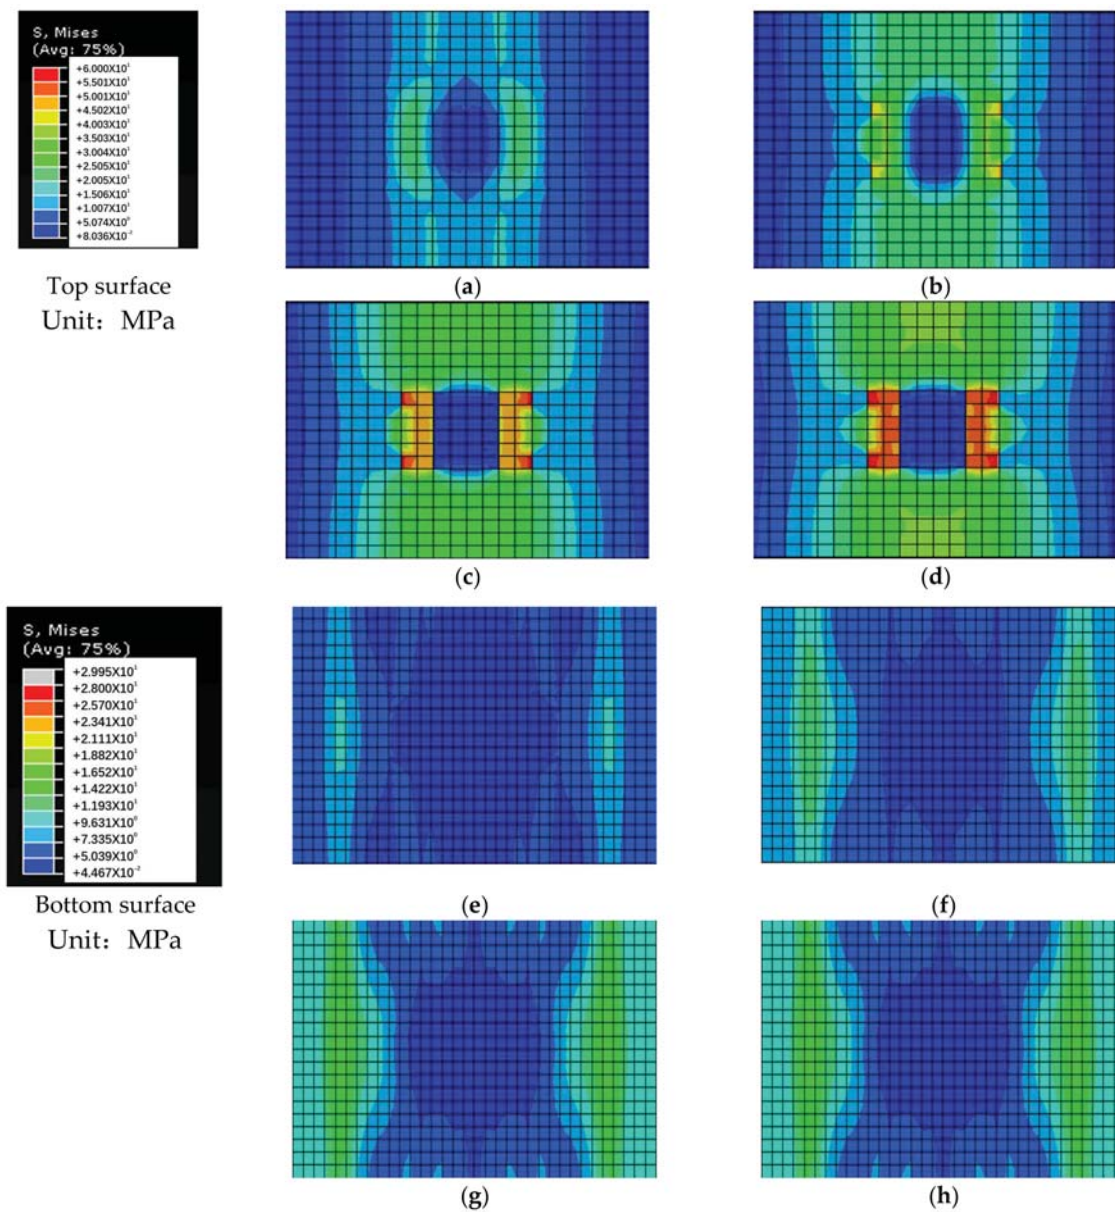 S, Mises
(Avg: 75%)
+6.000X10¹
+5.501X10¹
+5.001X10¹
+4.502X10¹
+4.003X10¹
+3.503X10¹
+3.004X10¹
+2.505X10¹
+2.005X10¹
+1.506X10¹
+1.007X10¹
+5.074X10⁰
+8.036X10⁻²
Top surface
Unit: MPa
(a)
(b)
(c)
(d)
S, Mises
(Avg: 75%)
+2.995X10¹
+2.800X10¹
+2.570X10¹
+2.341X10¹
+2.111X10¹
+1.882X10¹
+1.652X10¹
+1.422X10¹
+1.193X10¹
+9.631X10⁰
+7.335X10⁰
+5.039X10⁰
+4.467X10⁻²
Bottom surface
Unit: MPa
(e)
(f)
(g)
(h)